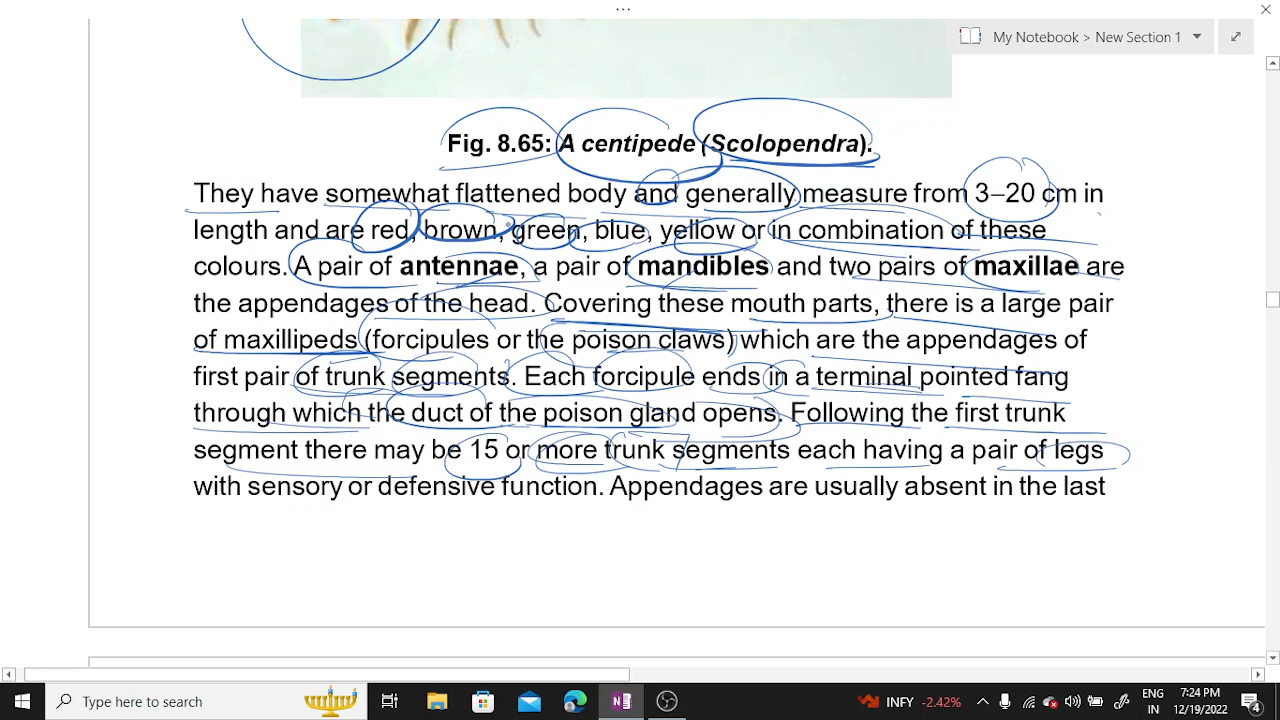 ...
My Notebook > New Section 1
Fig. 8.65: A centipede (Scolopendra).
They have somewhat flattened body and generally measure from 3–20 cm in
length and are red, brown, green, blue, yellow or in combination of these
colours. A pair of antennae, a pair of mandibles and two pairs of maxillae are
the appendages of the head. Covering these mouth parts, there is a large pair
of maxillipeds (forcipules or the poison claws) which are the appendages of
first pair of trunk segments. Each forcipule ends in a terminal pointed fang
through which the duct of the poison gland opens. Following the first trunk
segment there may be 15 or more trunk segments each having a pair of legs
with sensory or defensive function. Appendages are usually absent in the last
Type here to search
INFY -2.42%
ENG
IN
7:24 PM
12/19/2022
4